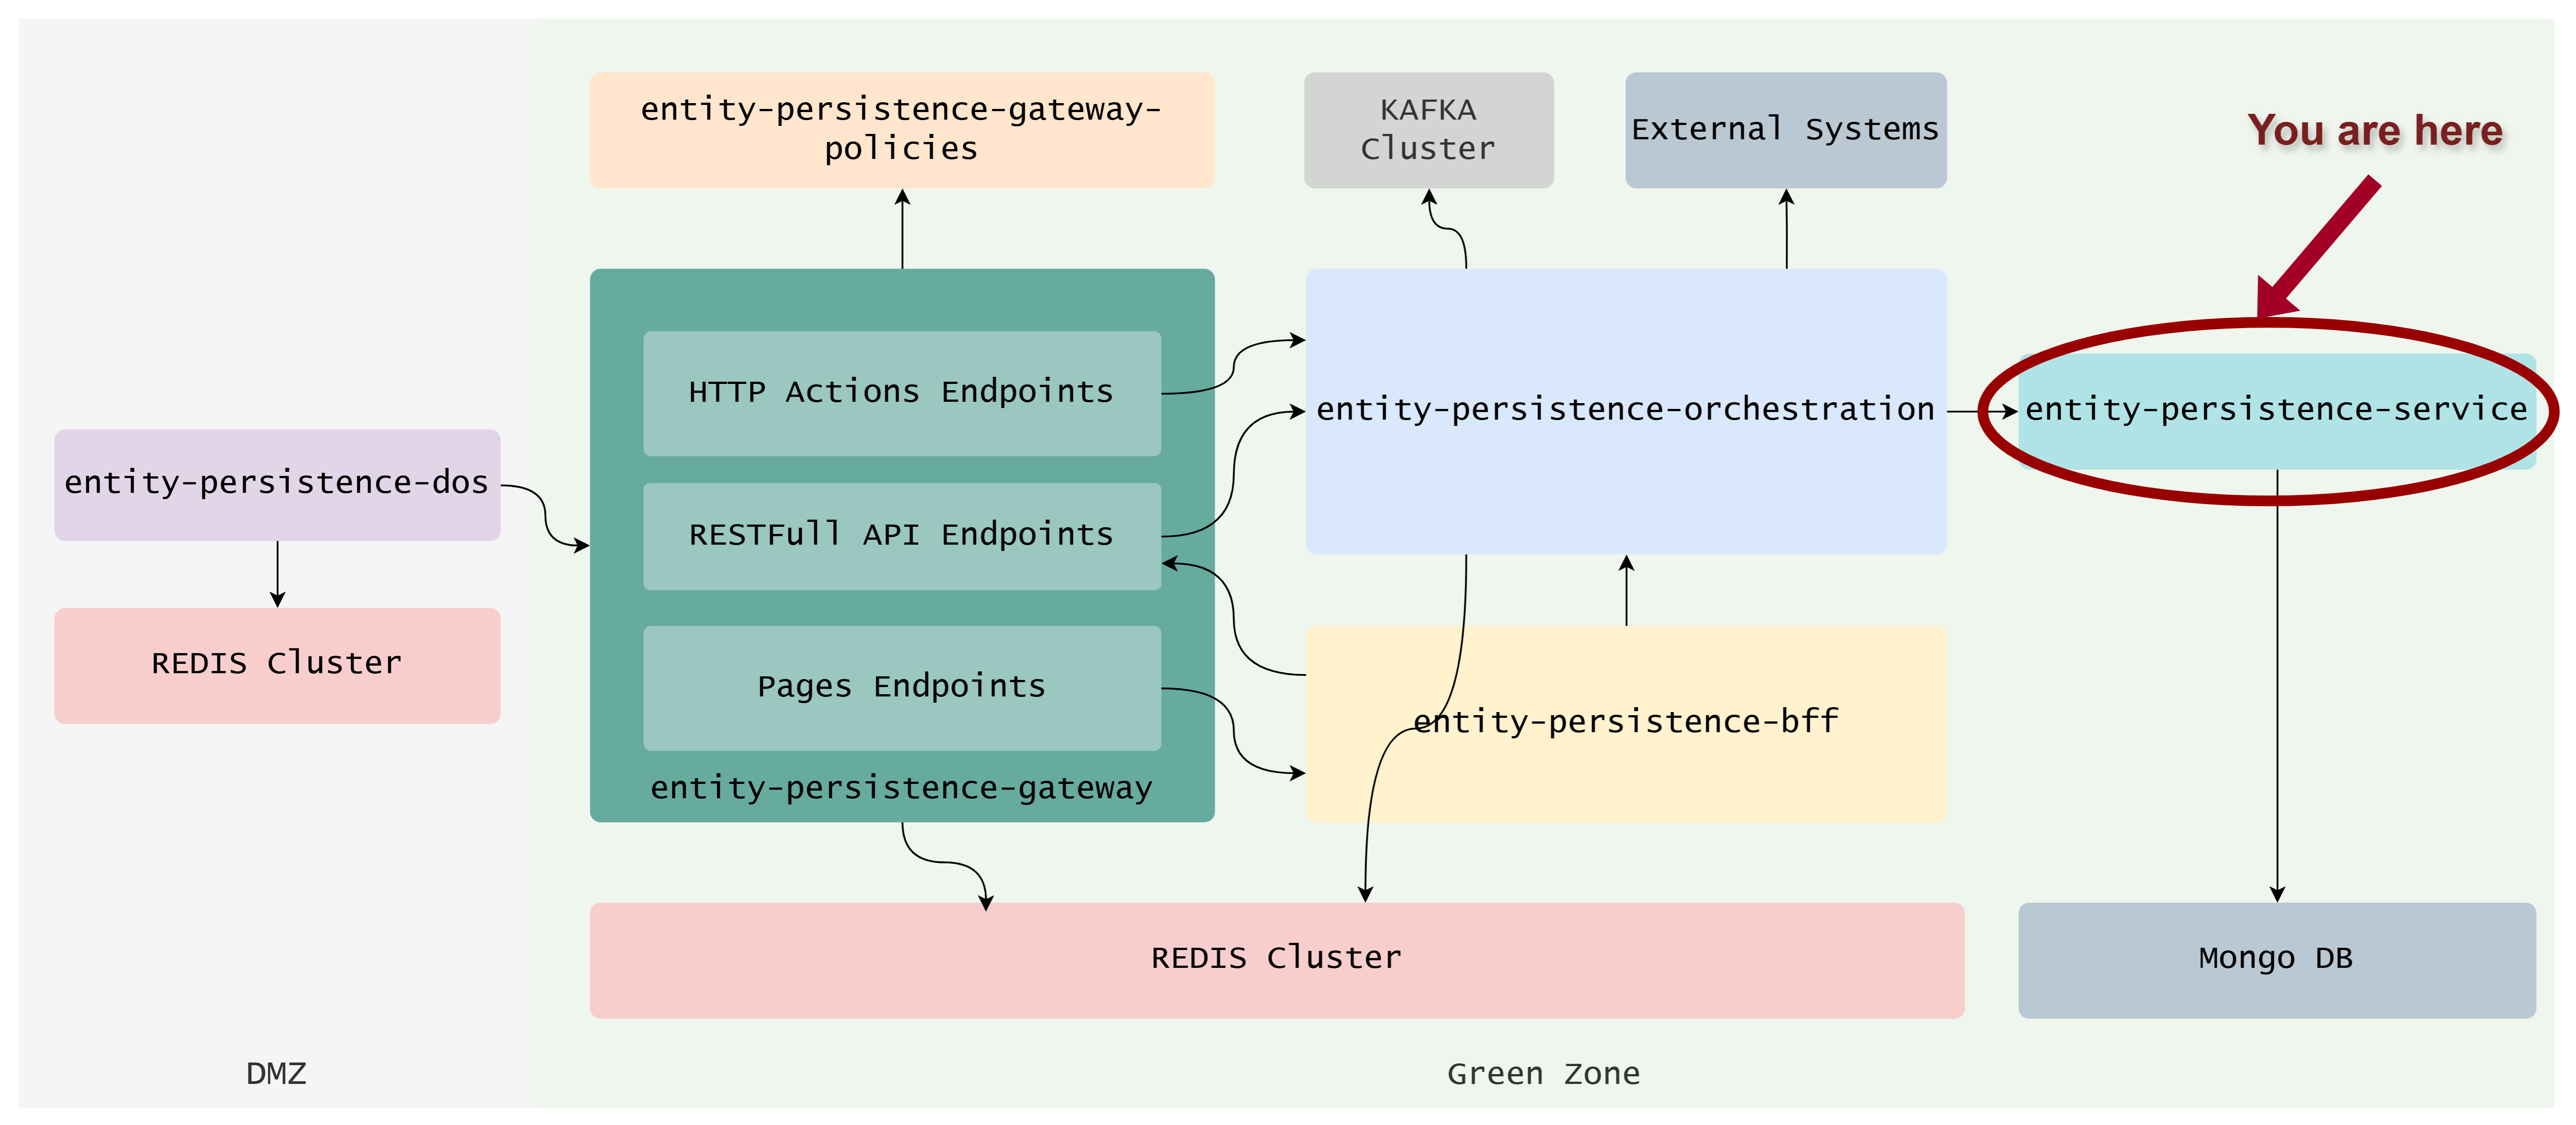 entity-persistence-gateway-
policies
KAFKA
Cluster
External Systems
You are here
HTTP Actions Endpoints
entity-persistence-orchestration
entity-persistence-service
entity-persistence-dos
RESTFull API Endpoints
REDIS Cluster
Pages Endpoints
entity-persistence-bff
entity-persistence-gateway
REDIS Cluster
Mongo DB
DMZ
Green Zone